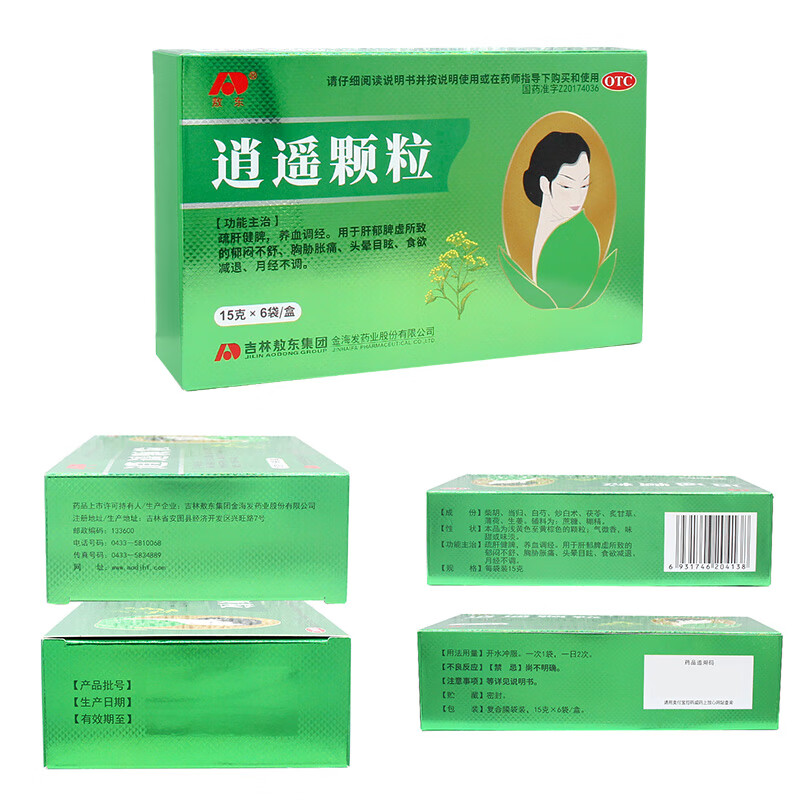 敖东®
请仔细阅读说明书并按说明使用或在药师指导下购买和使用
国药准字Z20174036
OTC
逍遥颗粒
【功能主治】
疏肝健脾，养血调经。用于肝郁脾虚所致
的郁闷不舒、胸胁胀痛、头晕目眩、食欲
减退、月经不调。
15克×6袋/盒
吉林敖东集团 金海发药业股份有限公司
JILIN AODONG GROUP JINHAIFA PHARMACEUTICAL CO.,LTD
药品上市许可持有人/生产企业：吉林敖东集团金海发药业股份有限公司
注册地址/生产地址：吉林省安图县经济开发区兴旺路7号
邮政编码：133600
电话号码：0433-5810068
传真号码：0433-5834889
网 址：www.aodjhf.com
【产品批号】
【生产日期】
【有效期至】
【成 份】柴胡、当归、白芍、炒白术、茯苓、炙甘草、
薄荷、生姜。辅料为：蔗糖、糊精。
【性 状】本品为浅黄色至黄棕色的颗粒；气微香，味
甜或味淡。
【功能主治】疏肝健脾，养血调经。用于肝郁脾虚所致的
郁闷不舒、胸胁胀痛、头晕目眩、食欲减退、
月经不调。
【规 格】每袋装15克
6 931746 204138
【用法用量】开水冲服。一次1袋，一日2次。
【不良反应】【禁 忌】尚不明确。
【注意事项】等详见说明书。
【贮 藏】密封。
【包 装】复合膜袋装，15克×6袋/盒。
药品追溯码